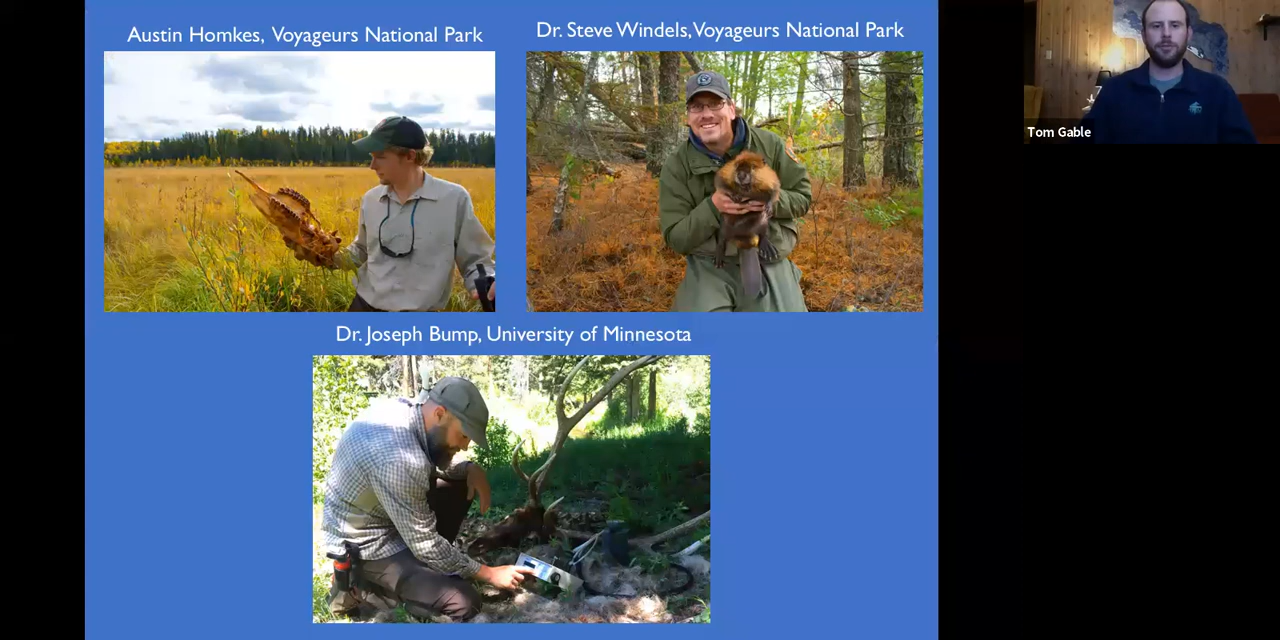 Austin Homkes, Voyageurs National Park
Dr. Steve Windels, Voyageurs National Park
Tom Gable
Dr. Joseph Bump, University of Minnesota